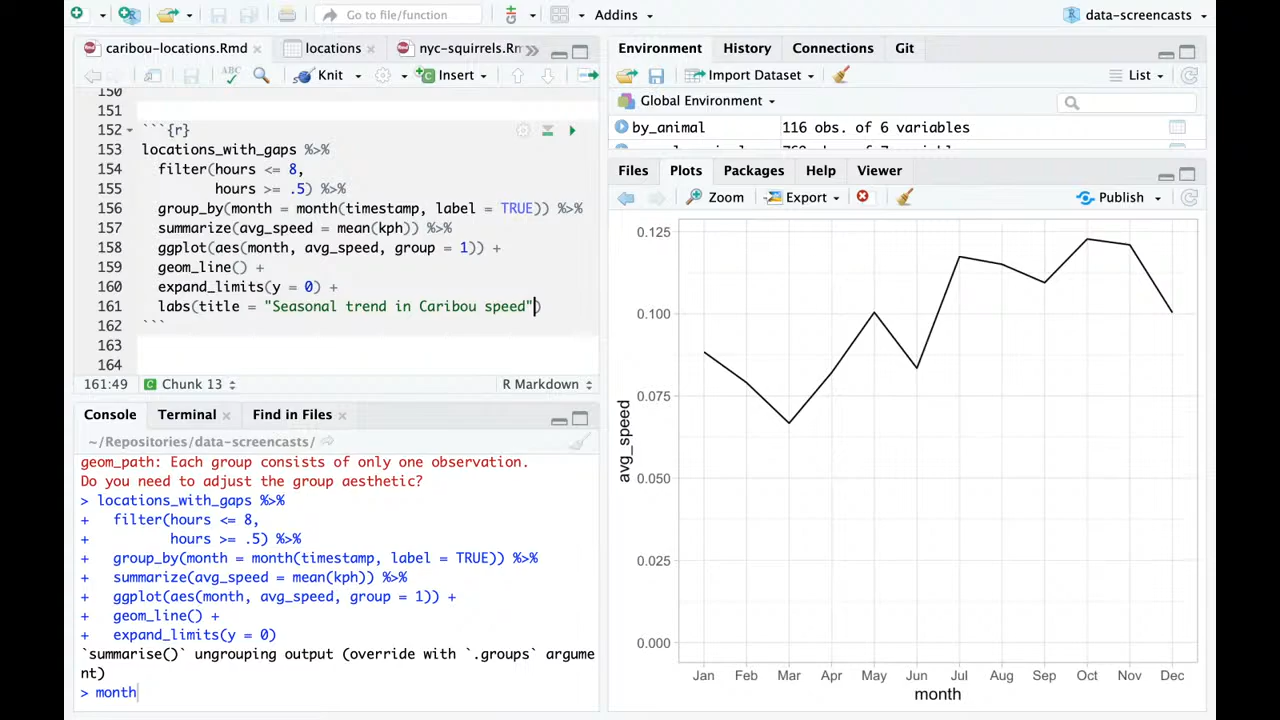 Go to file/function
Addins
data-screencasts
caribou-locations.Rmd
locations
nyc-squirrels.Rn
ABC
Knit
Insert
150
151
152 ```{r}
153 locations_with_gaps %>%
154 filter(hours <= 8,
155 hours >= .5) %>%
156 group_by(month = month(timestamp, label = TRUE)) %>%
157 summarize(avg_speed = mean(kph)) %>%
158 ggplot(aes(month, avg_speed, group = 1)) +
159 geom_line() +
160 expand_limits(y = 0) +
161 labs(title = "Seasonal trend in Caribou speed")
162 ```
163
164
161:49 Chunk 13 R Markdown
Console Terminal Find in Files
~/Repositories/data-screencasts/
geom_path: Each group consists of only one observation.
Do you need to adjust the group aesthetic?
> locations_with_gaps %>%
+ filter(hours <= 8,
+ hours >= .5) %>%
+ group_by(month = month(timestamp, label = TRUE)) %>%
+ summarize(avg_speed = mean(kph)) %>%
+ ggplot(aes(month, avg_speed, group = 1)) +
+ geom_line() +
+ expand_limits(y = 0)
`summarise()` ungrouping output (override with `.groups` argume
nt)
> month
Environment History Connections Git
Import Dataset
List
Global Environment
by_animal 116 obs. of 6 variables
Files Plots Packages Help Viewer
Zoom Export Publish
0.125
0.100
0.075
0.050
0.025
0.000
avg_speed
Jan Feb Mar Apr May Jun Jul Aug Sep Oct Nov Dec
month